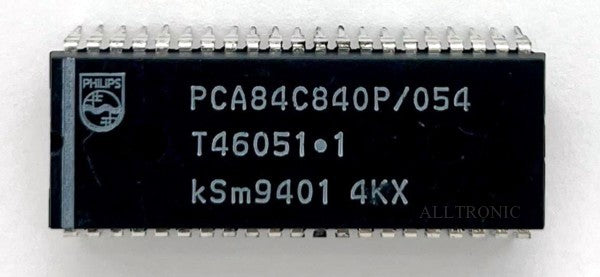 PHILIPS
PCA84C840P/054
T46051•1
kSm9401 4KX
ALLTRONIC